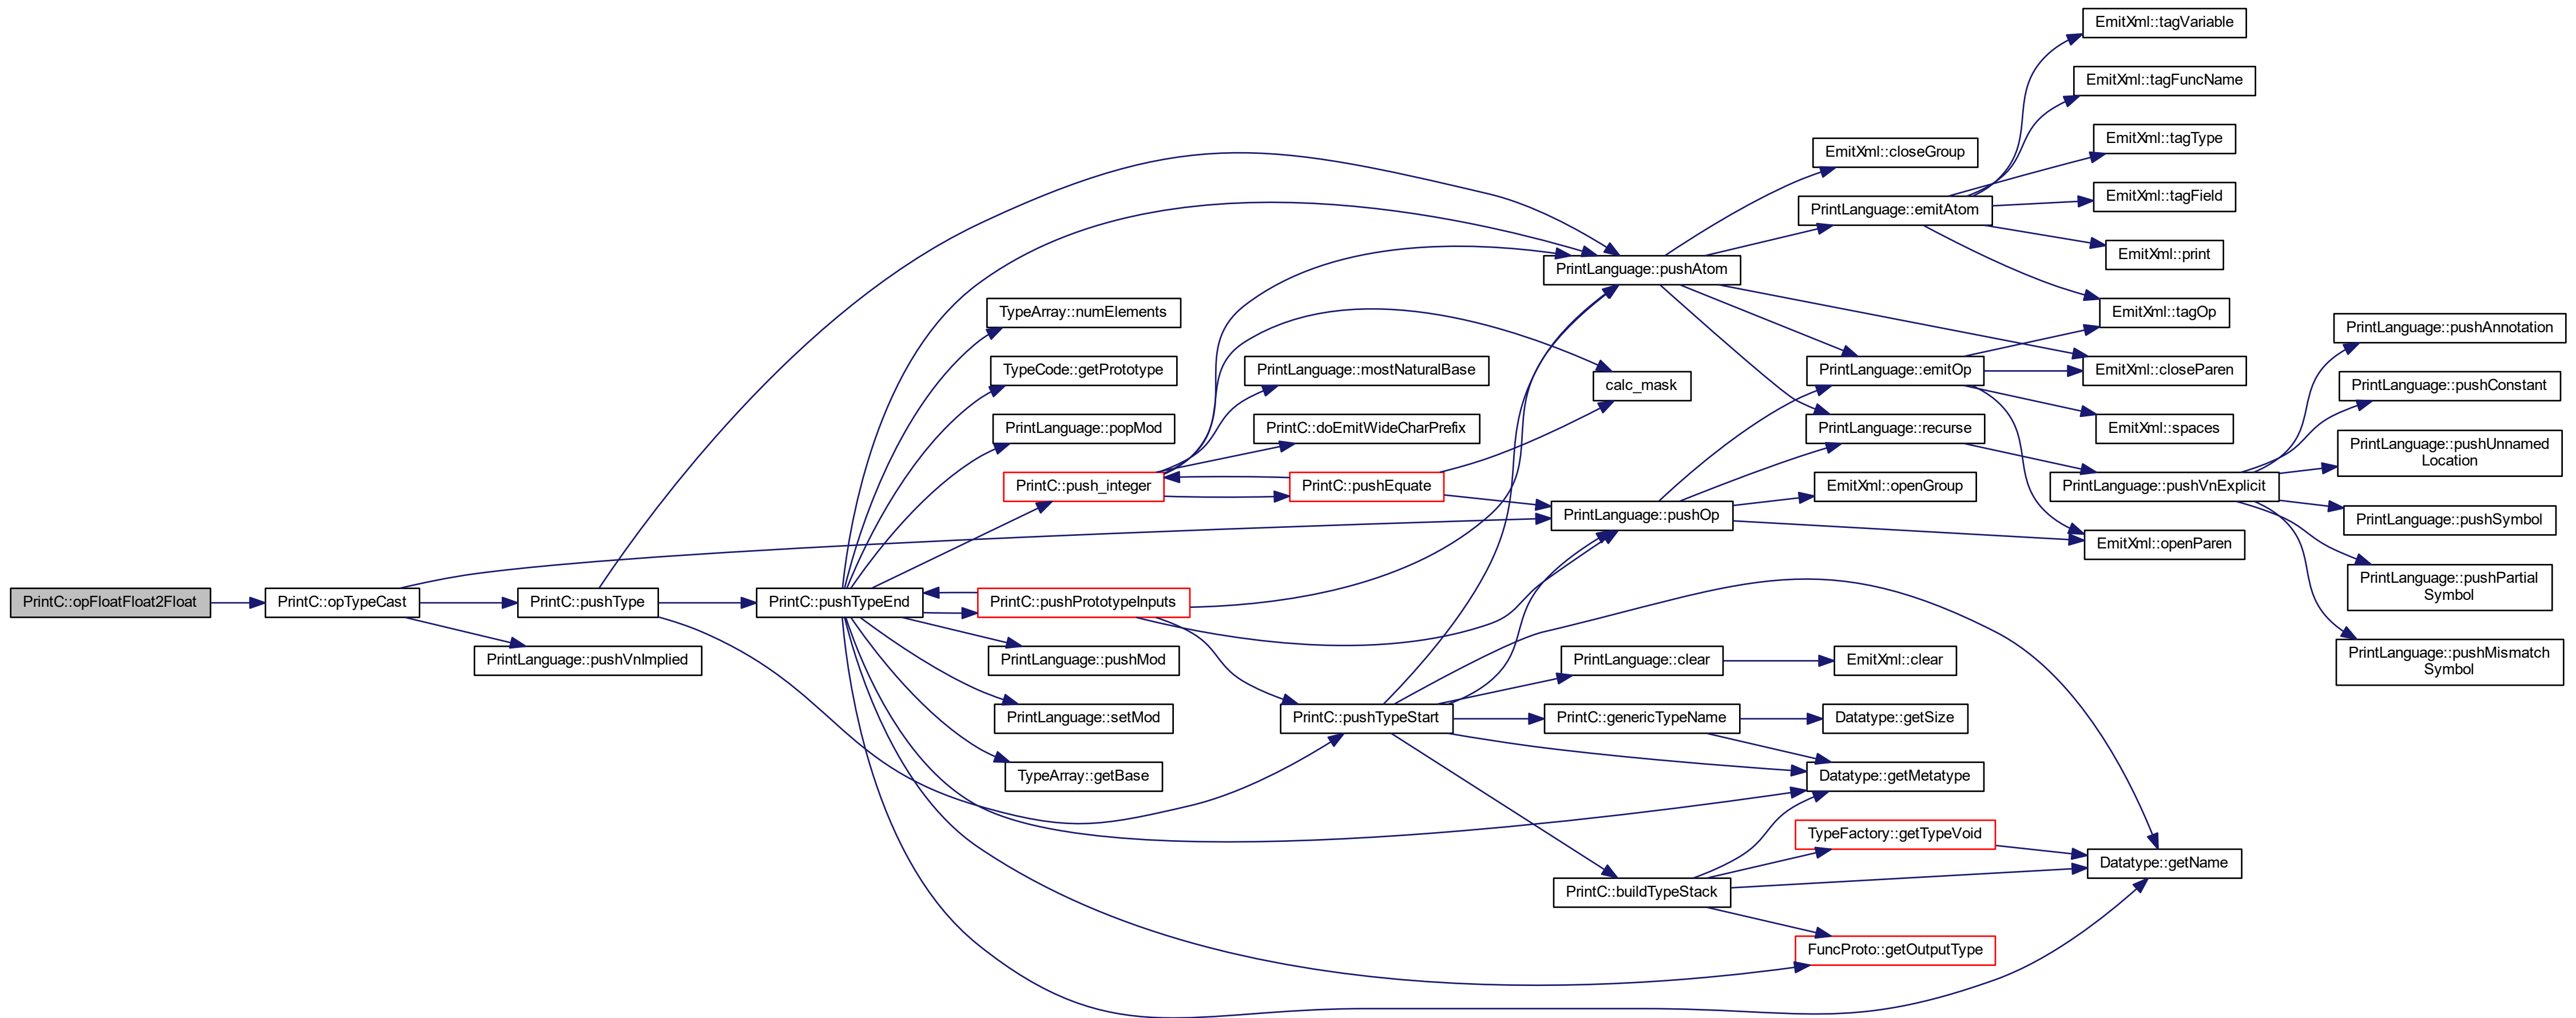 PrintC::opFloatFloat2Float
PrintC::opTypeCast
PrintC::pushType
PrintLanguage::pushVnImplied
PrintC::pushTypeEnd
TypeArray::numElements
TypeCode::getPrototype
PrintLanguage::popMod
PrintC::push_integer
PrintC::pushPrototypeInputs
PrintLanguage::pushMod
PrintLanguage::setMod
TypeArray::getBase
PrintLanguage::mostNaturalBase
PrintC::doEmitWideCharPrefix
PrintC::pushEquate
PrintC::pushTypeStart
PrintLanguage::pushAtom
calc_mask
PrintLanguage::pushOp
PrintLanguage::clear
PrintC::genericTypeName
PrintC::buildTypeStack
EmitXml::closeGroup
PrintLanguage::emitAtom
PrintLanguage::emitOp
PrintLanguage::recurse
EmitXml::openGroup
EmitXml::clear
Datatype::getSize
Datatype::getMetatype
TypeFactory::getTypeVoid
FuncProto::getOutputType
EmitXml::tagVariable
EmitXml::tagFuncName
EmitXml::tagType
EmitXml::tagField
EmitXml::print
EmitXml::tagOp
EmitXml::closeParen
EmitXml::spaces
PrintLanguage::pushVnExplicit
EmitXml::openParen
Datatype::getName
PrintLanguage::pushAnnotation
PrintLanguage::pushConstant
PrintLanguage::pushUnnamed
Location
PrintLanguage::pushSymbol
PrintLanguage::pushPartial
Symbol
PrintLanguage::pushMismatch
Symbol